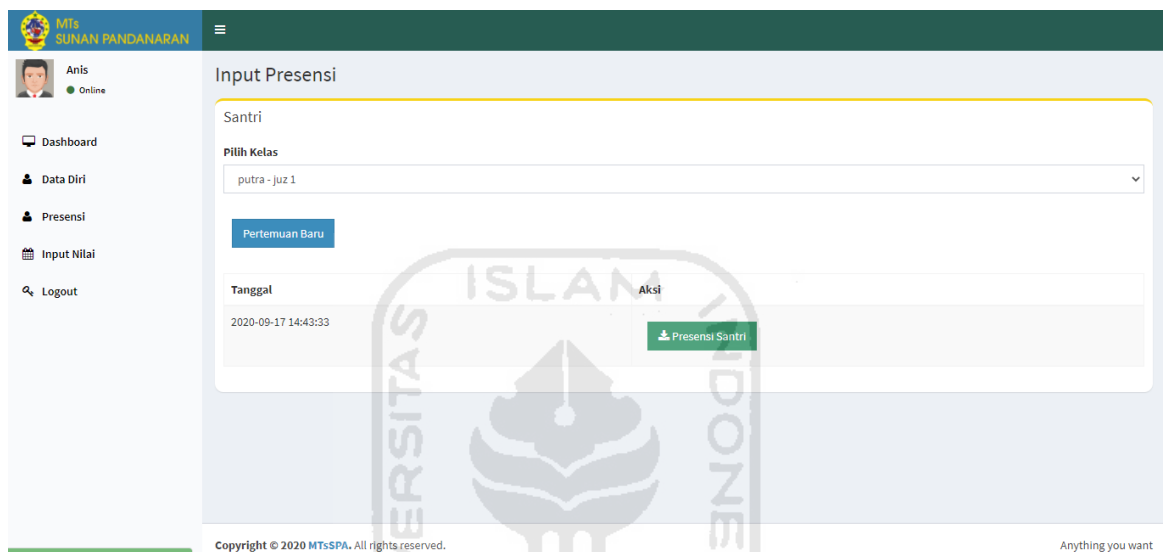 MTs
SUNAN PANDANARAN
Anis
Online
Dashboard
Data Diri
Presensi
Input Nilai
Logout
Input Presensi
Santri
Pilih Kelas
putra - juz 1
Pertemuan Baru
Tanggal Aksi
2020-09-17 14:43:33 Presensi Santri
Copyright © 2020 MTsSPA. All rights reserved. Anything you want
ISLAM